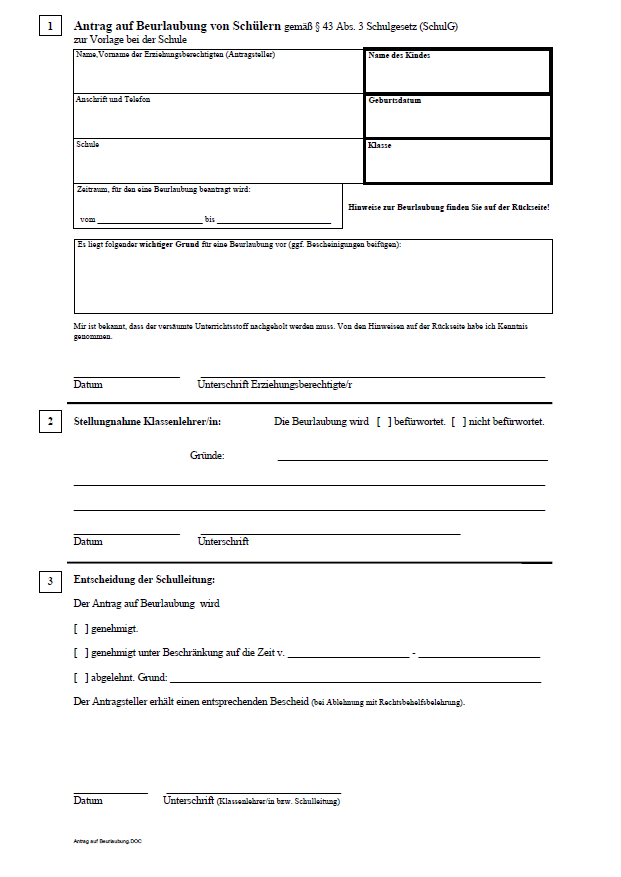 1 Antrag auf Beurlaubung von Schülern gemäß § 43 Abs. 3 Schulgesetz (SchulG)
zur Vorlage bei der Schule
Name,Vorname der Erziehungsberechtigten (Antragsteller) Name des Kindes
Anschrift und Telefon Geburtsdatum
Schule Klasse
Zeitraum, für den eine Beurlaubung beantragt wird:
Hinweise zur Beurlaubung finden Sie auf der Rückseite!
vom ____________________ bis ______________________
Es liegt folgender wichtiger Grund für eine Beurlaubung vor (ggf. Bescheinigungen beifügen):
Mir ist bekannt, dass der versäumte Unterrichtsstoff nachgeholt werden muss. Von den Hinweisen auf der Rückseite habe ich Kenntnis
genommen.
Datum Unterschrift Erziehungsberechtigte/r
2 Stellungnahme Klassenlehrer/in: Die Beurlaubung wird [ ] befürwortet. [ ] nicht befürwortet.
Gründe: ____________________
Datum Unterschrift
3 Entscheidung der Schulleitung:
Der Antrag auf Beurlaubung wird
[ ] genehmigt.
[ ] genehmigt unter Beschränkung auf die Zeit v. ____________________ - ____________________
[ ] abgelehnt. Grund: ____________________
Der Antragsteller erhält einen entsprechenden Bescheid (bei Ablehnung mit Rechtsbehelfsbelehrung).
Datum Unterschrift (Klassenlehrer/in bzw. Schulleitung)
Antrag auf Beurlaubung.DOC